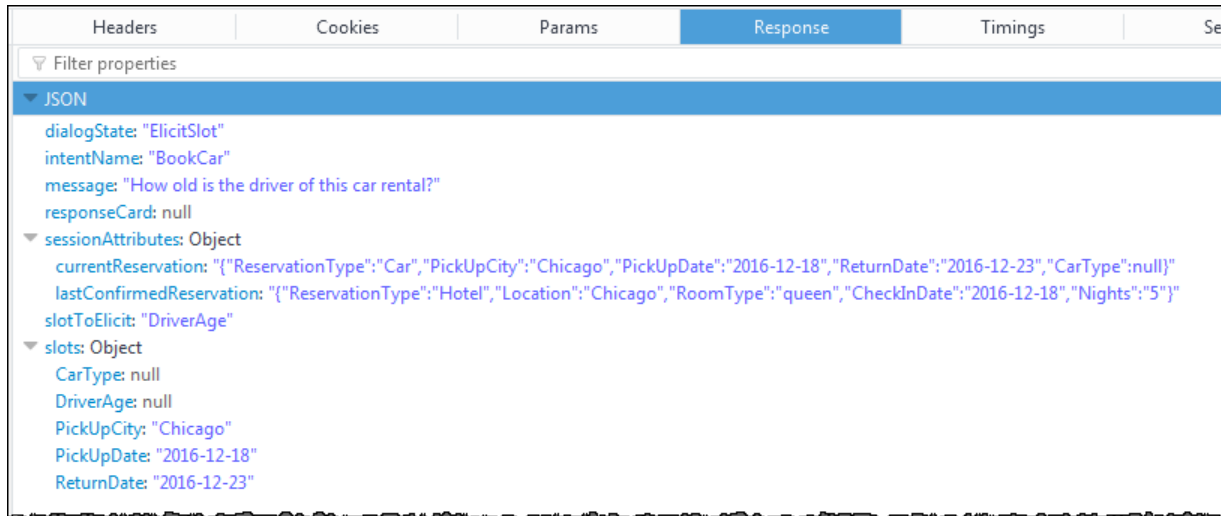 Headers Cookies Params Response Timings Se
Filter properties
JSON
dialogState: "ElicitSlot"
intentName: "BookCar"
message: "How old is the driver of this car rental?"
responseCard: null
sessionAttributes: Object
currentReservation: "{"ReservationType":"Car","PickUpCity":"Chicago","PickUpDate":"2016-12-18","ReturnDate":"2016-12-23","CarType":null}"
lastConfirmedReservation: "{"ReservationType":"Hotel","Location":"Chicago","RoomType":"queen","CheckInDate":"2016-12-18","Nights":"5"}"
slotToElicit: "DriverAge"
slots: Object
CarType: null
DriverAge: null
PickUpCity: "Chicago"
PickUpDate: "2016-12-18"
ReturnDate: "2016-12-23"